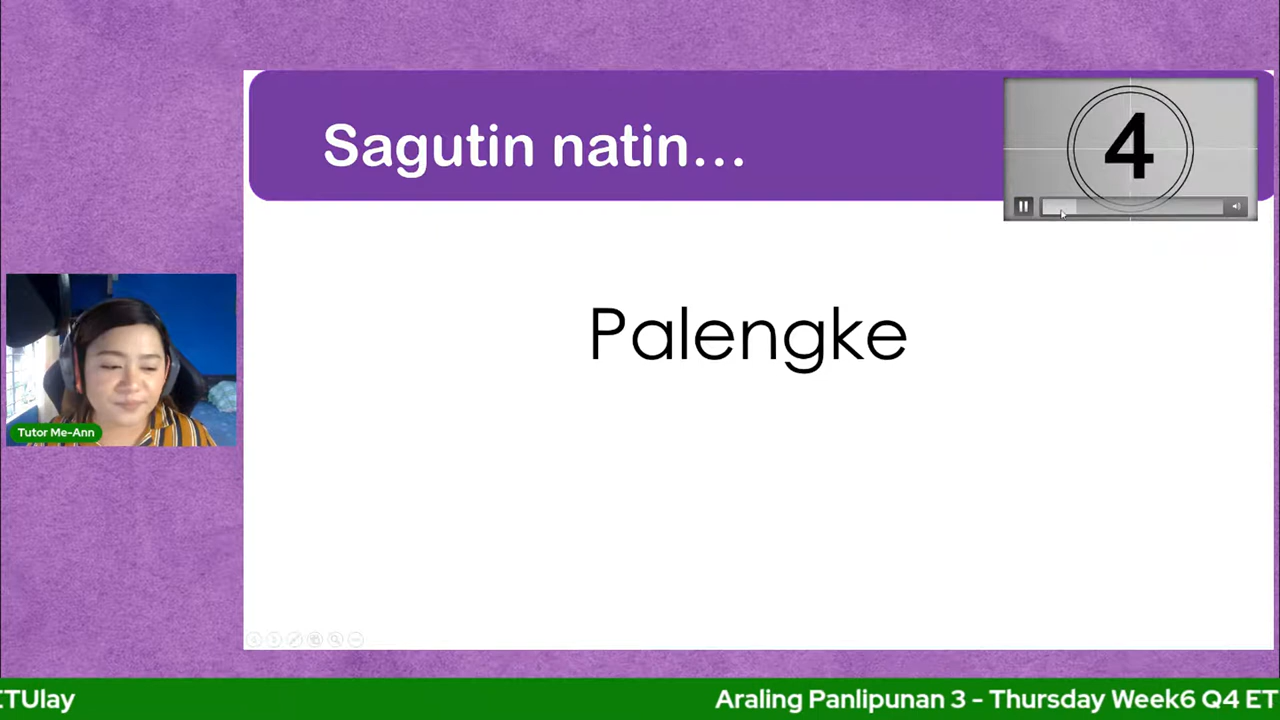 Sagutin natin...
4
Palengke
Tutor Me-Ann
ETUlay
Araling Panlipunan 3 - Thursday Week6 Q4 ET